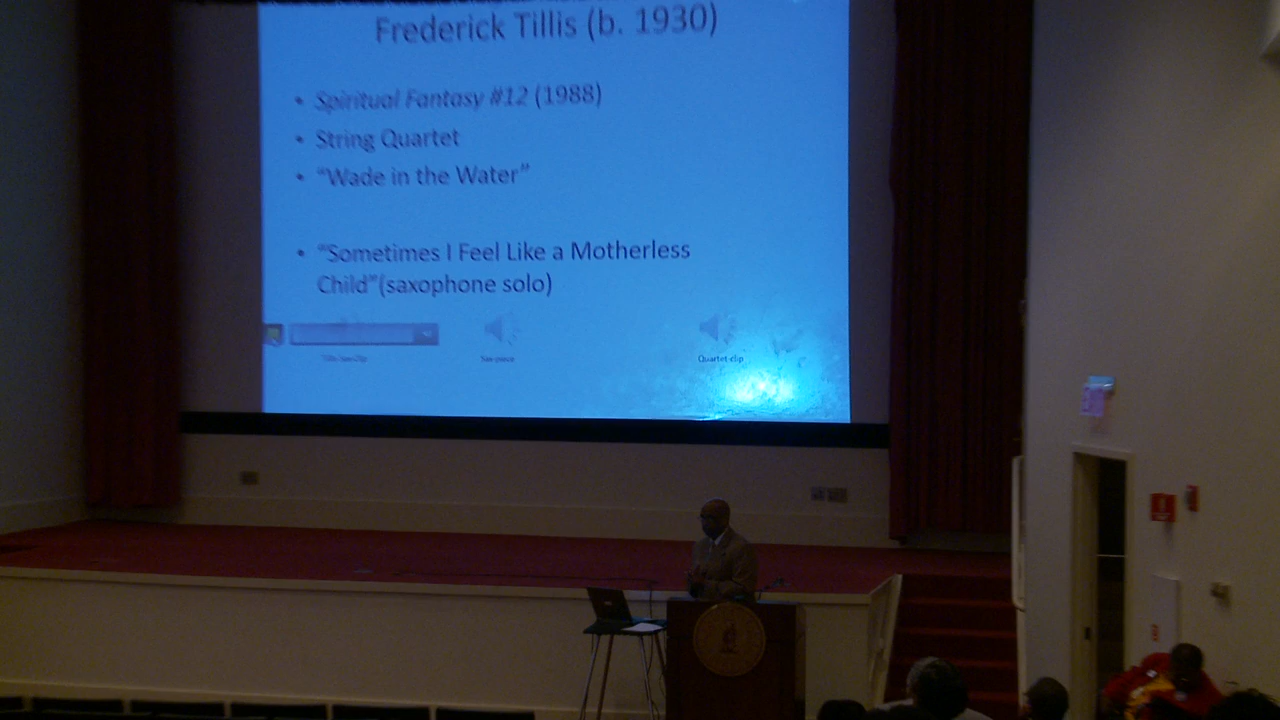 Frederick Tillis (b. 1930)
• Spiritual Fantasy #12 (1988)
• String Quartet
• “Wade in the Water”
• “Sometimes I Feel Like a Motherless
Child”(saxophone solo)
Quartet clip